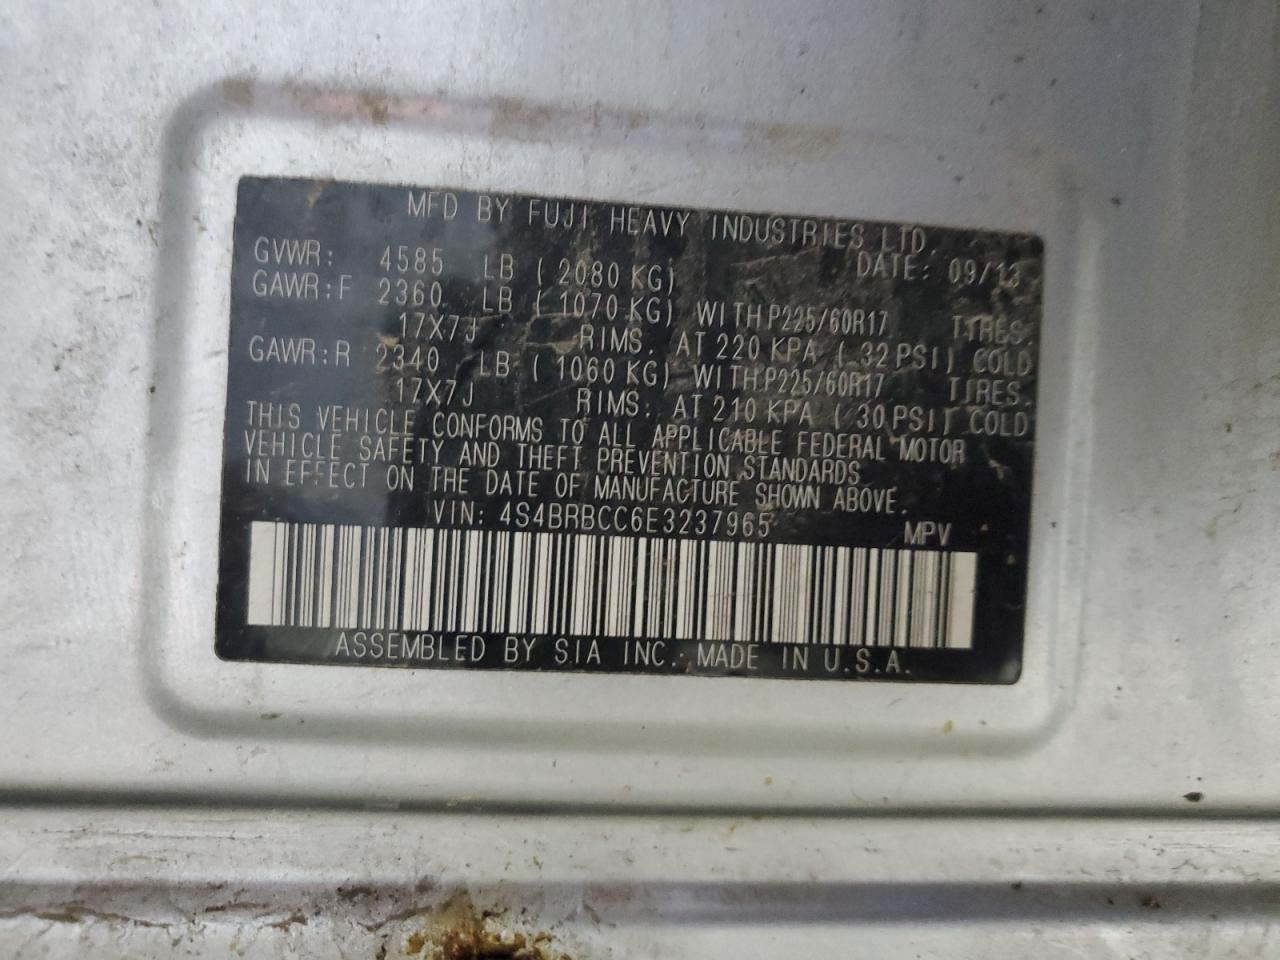 MFD BY FUJI HEAVY INDUSTRIES LTD.
DATE: 09/13
GVWR: 4585 LB ( 2080 KG)
GAWR:F 2360 LB ( 1070 KG) WITH P225/60R17 TIRES.
17X7J RIMS. AT 220 KPA ( 32 PSI) COLD
GAWR:R 2340 LB ( 1060 KG) WITH P225/60R17 TIRES.
17X7J RIMS. AT 210 KPA ( 30 PSI) COLD
THIS VEHICLE CONFORMS TO ALL APPLICABLE FEDERAL MOTOR
VEHICLE SAFETY AND THEFT PREVENTION STANDARDS
IN EFFECT ON THE DATE OF MANUFACTURE SHOWN ABOVE.
VIN: 4S4BRBCC6E3237965 MPV
ASSEMBLED BY SIA INC. MADE IN U.S.A.